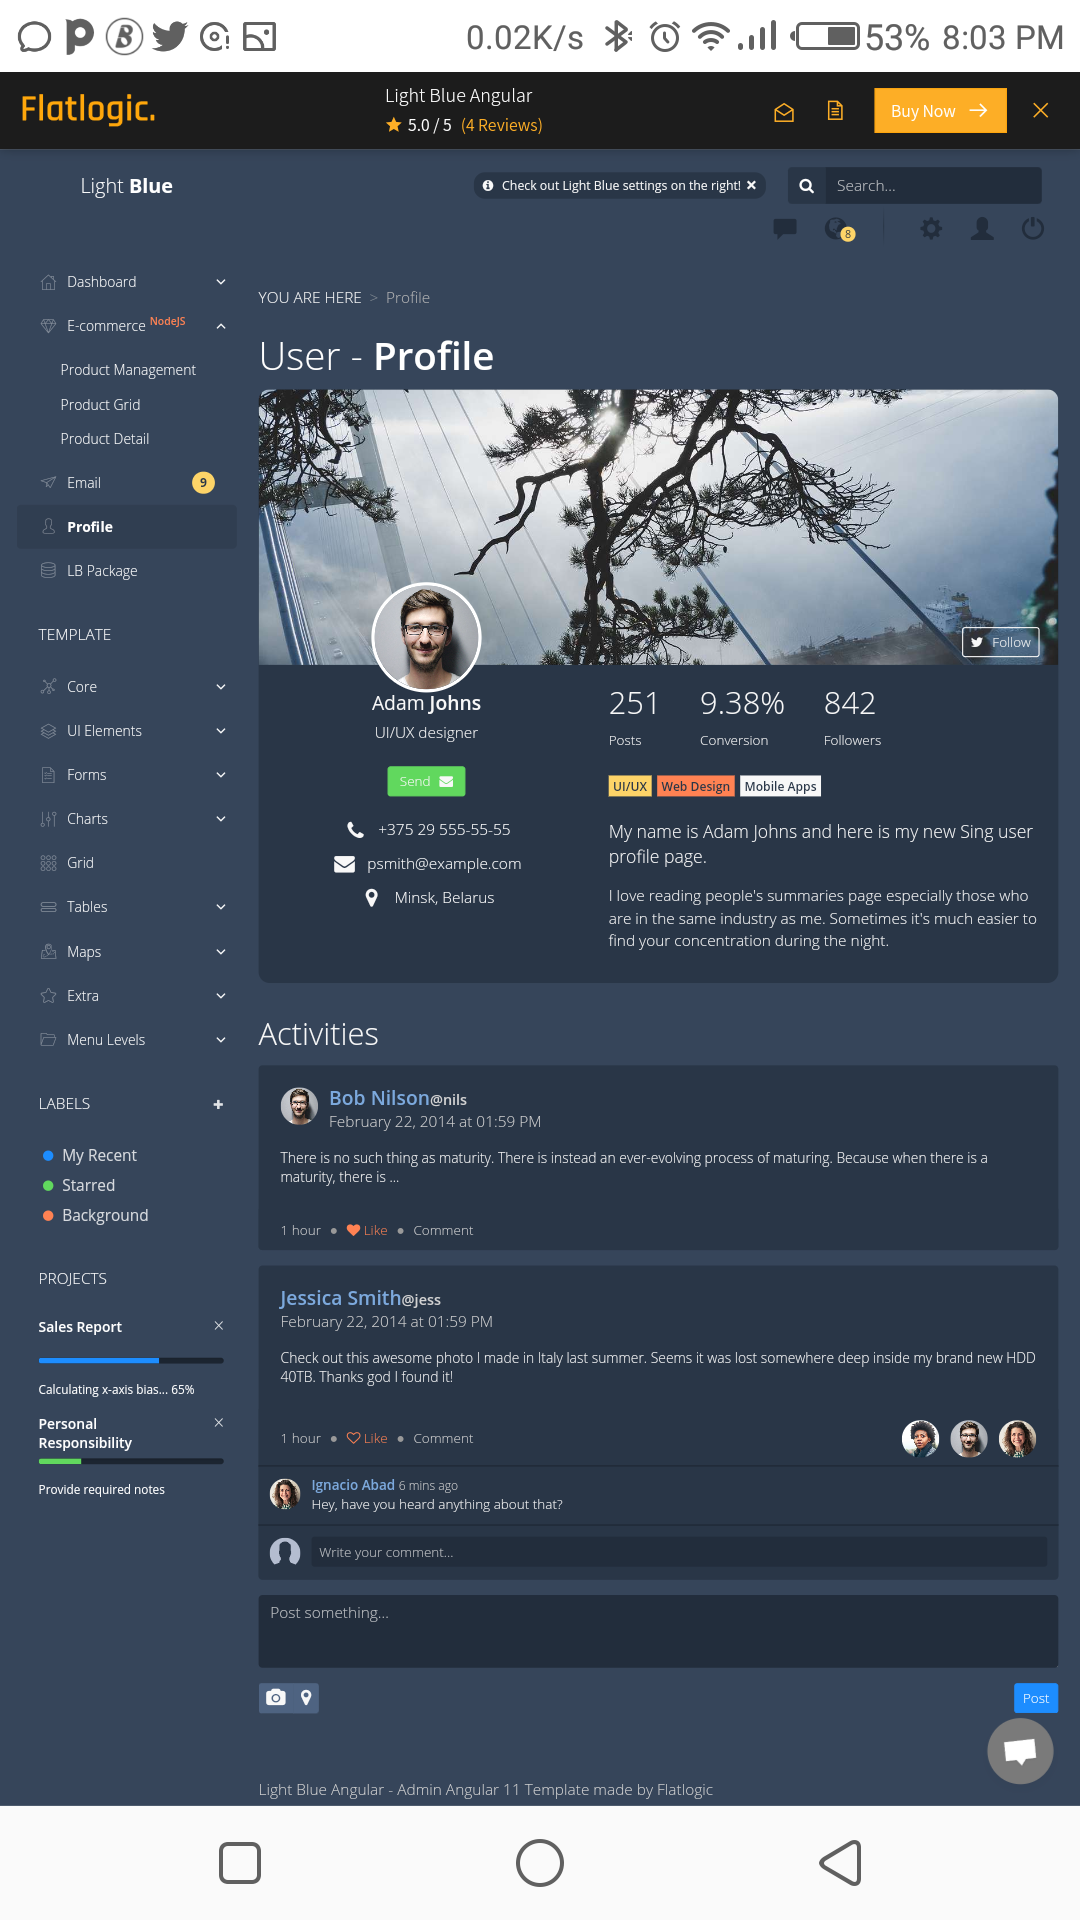 0.02K/s 53% 8:03 PM
Flatlogic.
Light Blue Angular
5.0 / 5 (4 Reviews)
Buy Now
Light Blue
Check out Light Blue settings on the right!
Search...
8
Dashboard
E-commerce NodeJS
Product Management
Product Grid
Product Detail
Email 9
Profile
LB Package
TEMPLATE
Core
UI Elements
Forms
Charts
Grid
Tables
Maps
Extra
Menu Levels
LABELS
My Recent
Starred
Background
PROJECTS
Sales Report
Calculating x-axis bias... 65%
Personal
Responsibility
Provide required notes
YOU ARE HERE > Profile
User - Profile
Follow
Adam Johns
UI/UX designer
Send
+375 29 555-55-55
psmith@example.com
Minsk, Belarus
251 9.38% 842
Posts Conversion Followers
UI/UX Web Design Mobile Apps
My name is Adam Johns and here is my new Sing user
profile page.
I love reading people's summaries page especially those who
are in the same industry as me. Sometimes it's much easier to
find your concentration during the night.
Activities
Bob Nilson@nils
February 22, 2014 at 01:59 PM
There is no such thing as maturity. There is instead an ever-evolving process of maturing. Because when there is a
maturity, there is ...
1 hour Like Comment
Jessica Smith@jess
February 22, 2014 at 01:59 PM
Check out this awesome photo I made in Italy last summer. Seems it was lost somewhere deep inside my brand new HDD
40TB. Thanks god I found it!
1 hour Like Comment
Ignacio Abad 6 mins ago
Hey, have you heard anything about that?
Write your comment...
Post something...
Post
Light Blue Angular - Admin Angular 11 Template made by Flatlogic